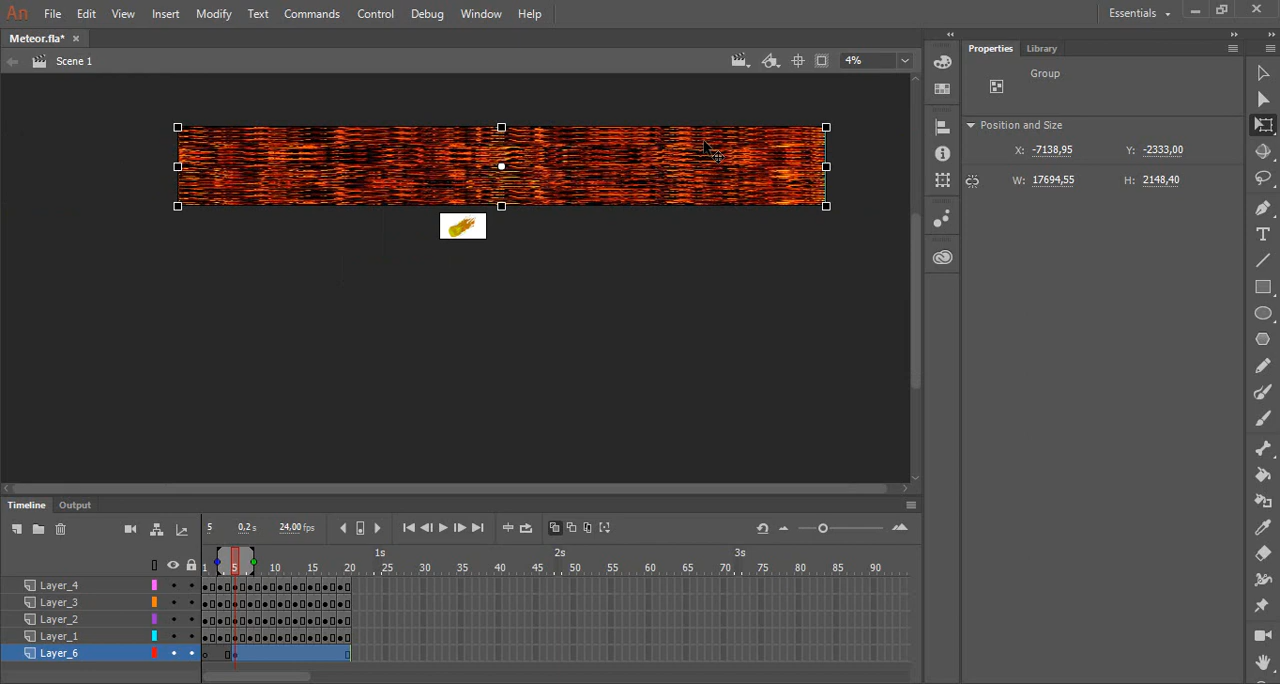 An File Edit View Insert Modify Text Commands Control Debug Window Help Essentials
Meteor.fla* ×
Scene 1 4%
Properties Library
Group
Position and Size
X: -7138,95 Y: -2333,00
W: 17694,55 H: 2148,40
Timeline Output
5 0,2 s 24,00 fps
1s 2s 3s
1 5 10 15 20 25 30 35 40 45 50 55 60 65 70 75 80 85 90
Layer_4
Layer_3
Layer_2
Layer_1
Layer_6